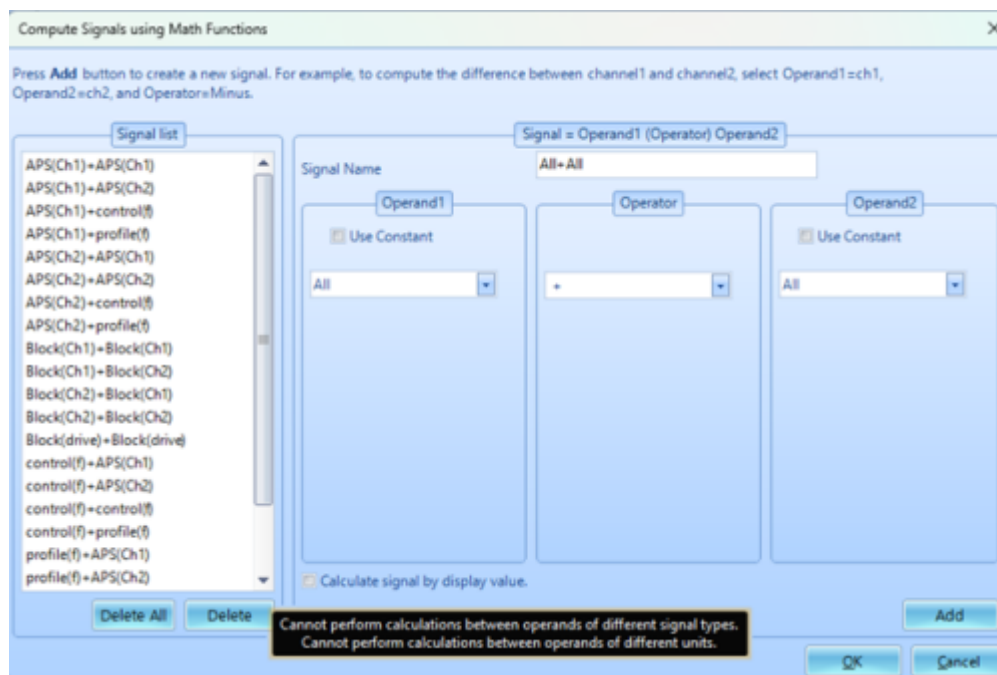 Compute Signals using Math Functions
Press Add button to create a new signal. For example, to compute the difference between channel1 and channel2, select Operand1=ch1,
Operand2=ch2, and Operator=Minus.
Signal list
APS(Ch1)+APS(Ch1)
APS(Ch1)+APS(Ch2)
APS(Ch1)+control(f)
APS(Ch1)+profile(f)
APS(Ch2)+APS(Ch1)
APS(Ch2)+APS(Ch2)
APS(Ch2)+control(f)
APS(Ch2)+profile(f)
Block(Ch1)+Block(Ch1)
Block(Ch1)+Block(Ch2)
Block(Ch2)+Block(Ch1)
Block(Ch2)+Block(Ch2)
Block(drive)+Block(drive)
control(f)+APS(Ch1)
control(f)+APS(Ch2)
control(f)+control(f)
control(f)+profile(f)
profile(f)+APS(Ch1)
profile(f)+APS(Ch2)
Delete All
Delete
Signal = Operand1 (Operator) Operand2
Signal Name
All+All
Operand1
Use Constant
All
Operator
+
Operand2
Use Constant
All
Calculate signal by display value.
Cannot perform calculations between operands of different signal types.
Cannot perform calculations between operands of different units.
Add
OK
Cancel